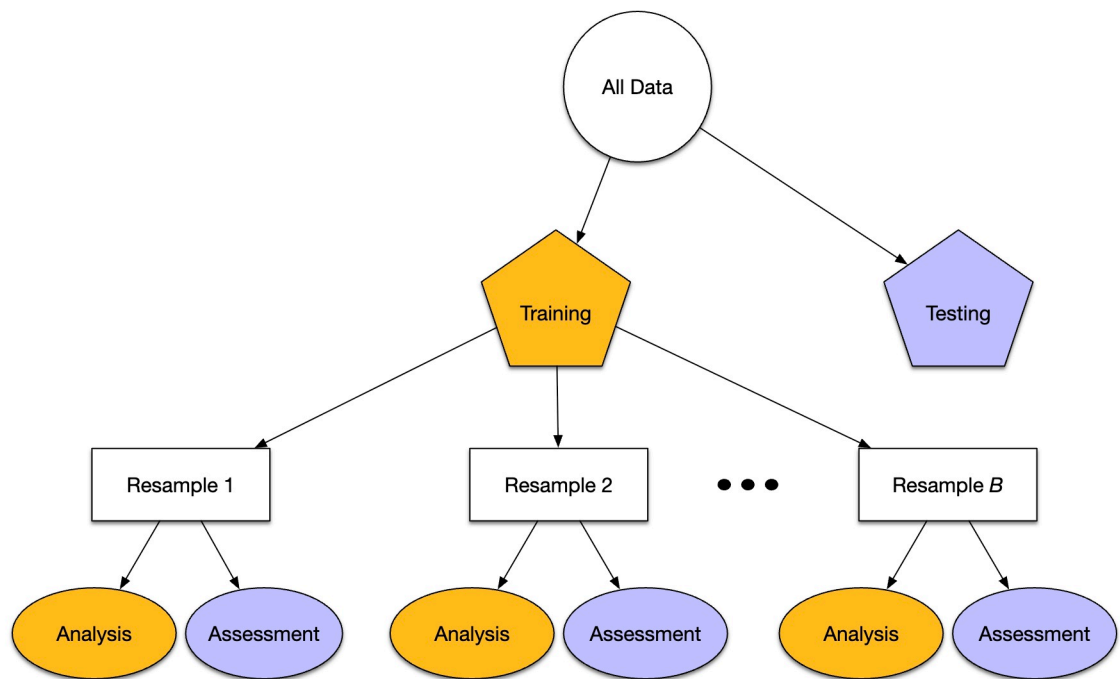 All Data
Training
Testing
Resample 1
Resample 2
Resample B
Analysis
Assessment
Analysis
Assessment
Analysis
Assessment